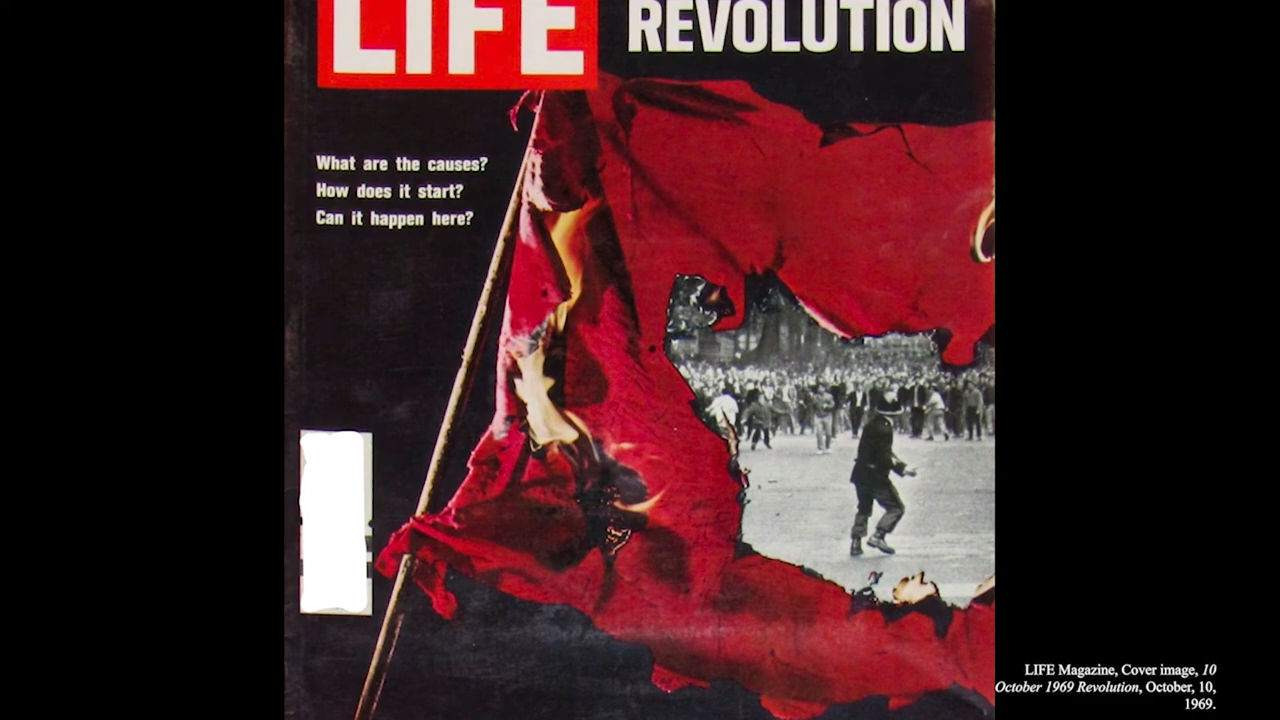 LIFE
REVOLUTION
What are the causes?
How does it start?
Can it happen here?
LIFE Magazine, Cover image, 10
October 1969 Revolution, October, 10,
1969.